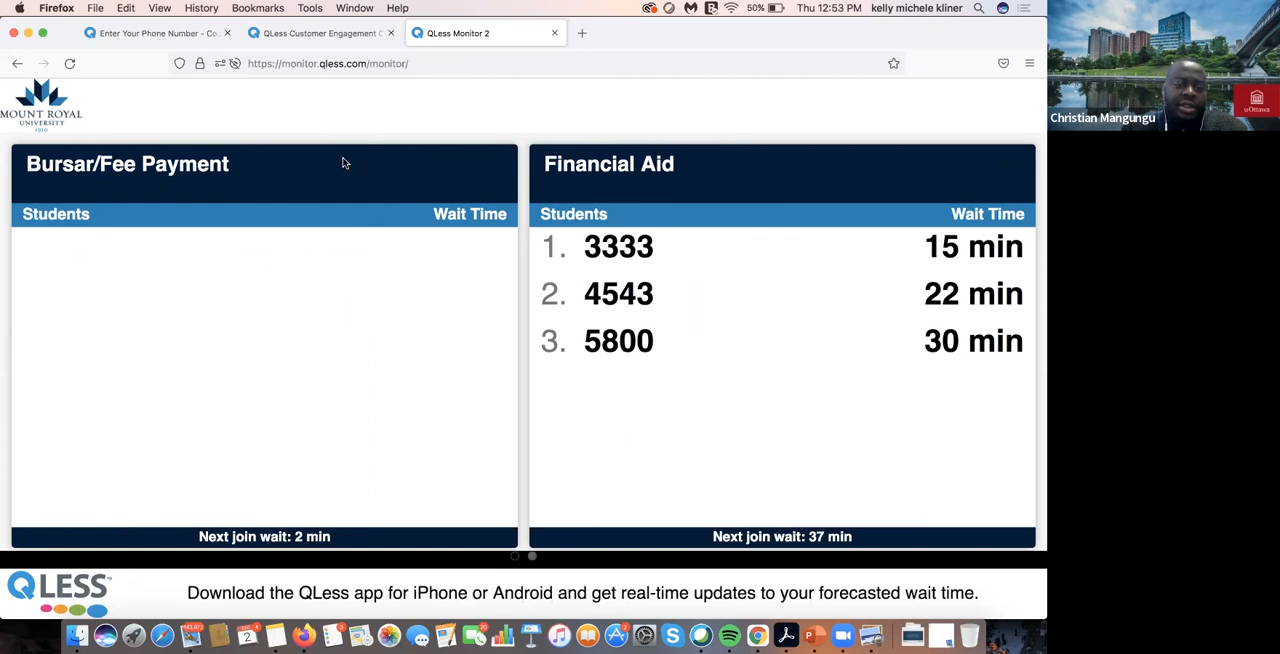 Firefox File Edit View History Bookmarks Tools Window Help 50% Thu 12:53 PM kelly michele kliner
Enter Your Phone Number - Co... QLess Customer Engagement C QLess Monitor 2
https://monitor.qless.com/monitor/
MOUNT ROYAL
UNIVERSITY
1910
Bursar/Fee Payment
Students Wait Time
Next join wait: 2 min
Financial Aid
Students Wait Time
1. 3333 15 min
2. 4543 22 min
3. 5800 30 min
Next join wait: 37 min
QLESS™
Download the QLess app for iPhone or Android and get real-time updates to your forecasted wait time.
uOttawa
Christian Mangungu